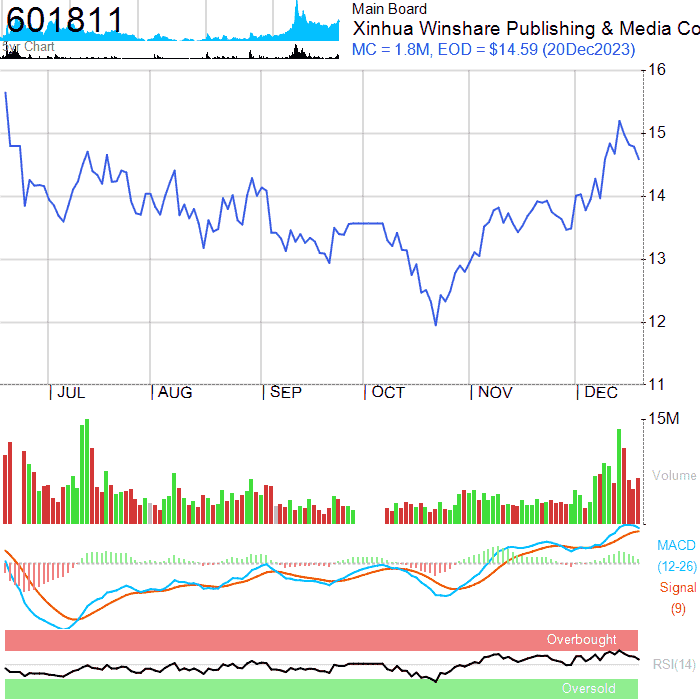 601811
Main Board
Xinhua Winshare Publishing & Media Co
5yr Chart
MC = 1.8M, EOD = $14.59 (20Dec2023)
16
15
14
13
12
11
JUL AUG SEP OCT NOV DEC
15M
Volume
MACD
(12-26)
Signal
(9)
Overbought
RSI(14)
Oversold